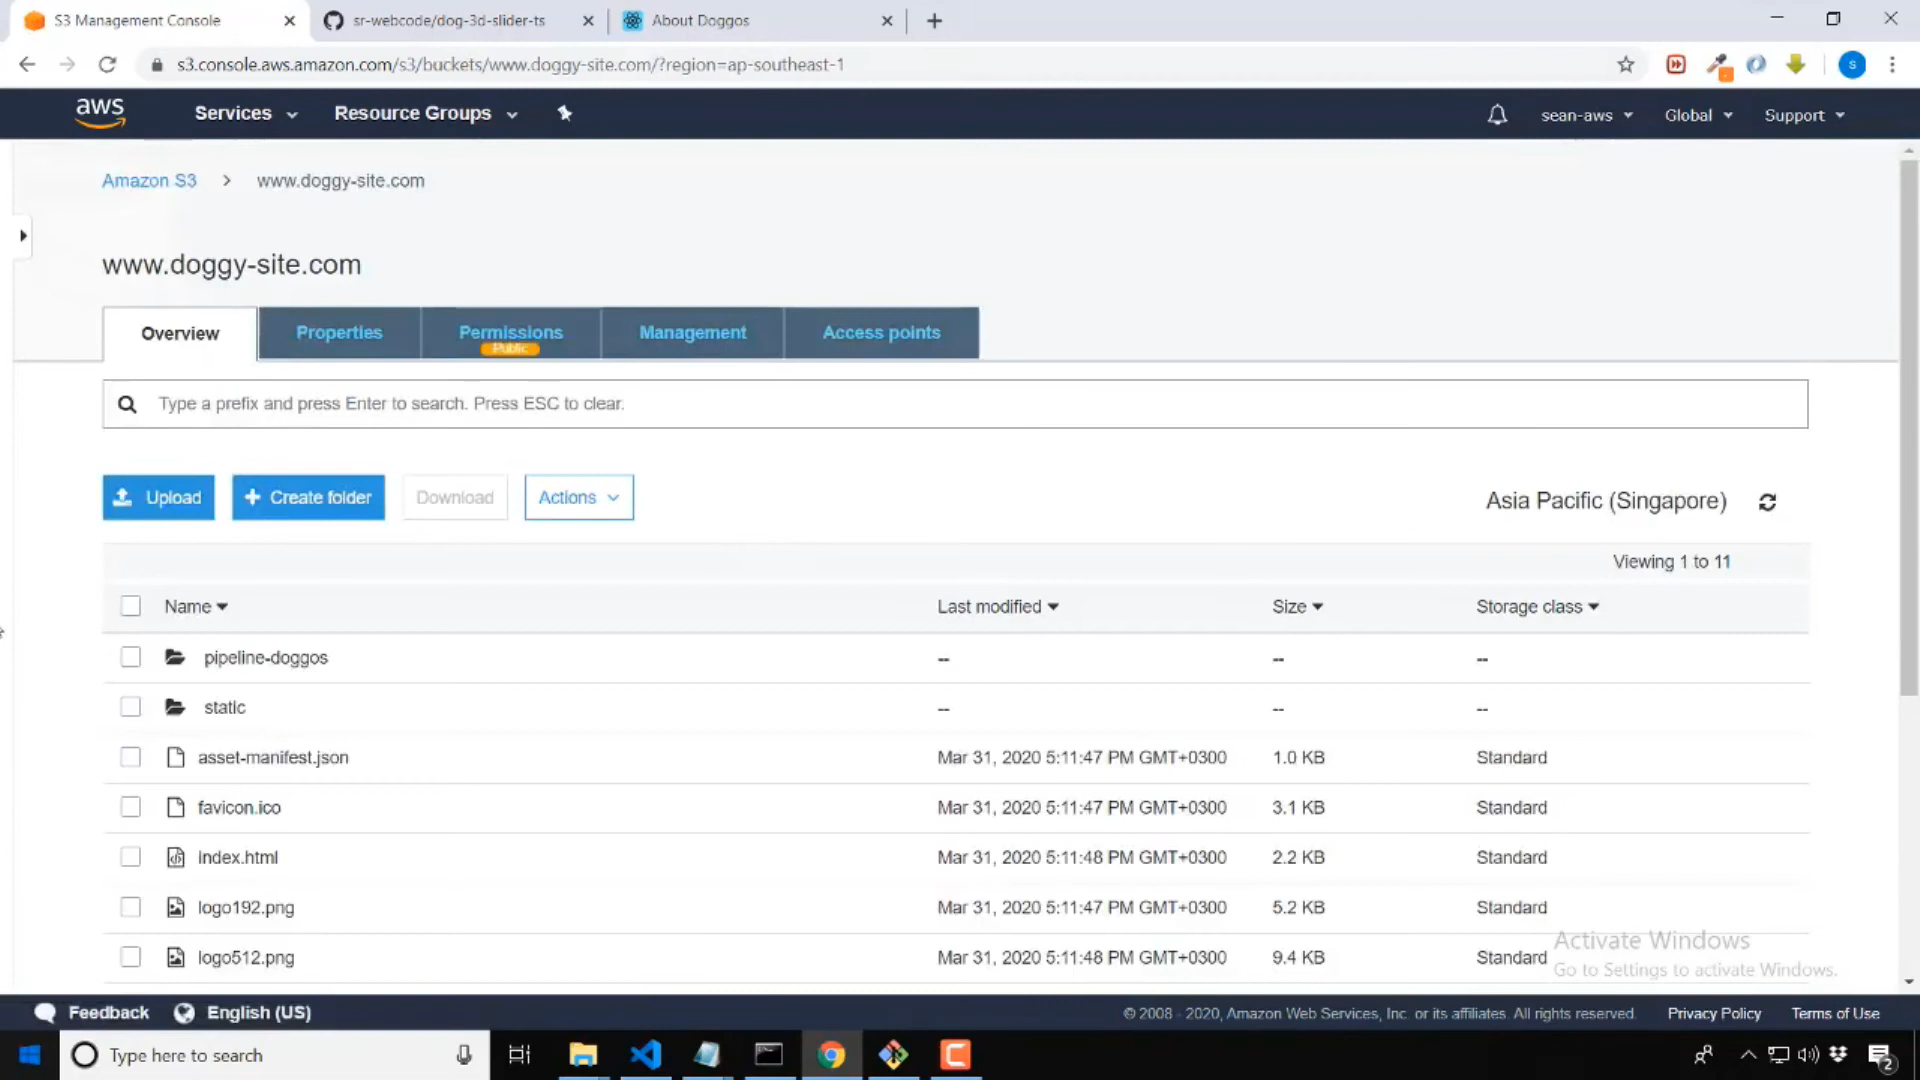 S3 Management Console
sr-webcode/dog-3d-slider-ts
About Doggos
s3.console.aws.amazon.com/s3/buckets/www.doggy-site.com/?region=ap-southeast-1
s
aws
Services
Resource Groups
sean-aws
Global
Support
Amazon S3
www.doggy-site.com
www.doggy-site.com
Overview
Properties
Permissions
Public
Management
Access points
Type a prefix and press Enter to search. Press ESC to clear.
Upload
Create folder
Download
Actions
Asia Pacific (Singapore)
Viewing 1 to 11
Name
Last modified
Size
Storage class
pipeline-doggos -- -- --
static -- -- --
asset-manifest.json Mar 31, 2020 5:11:47 PM GMT+0300 1.0 KB Standard
favicon.ico Mar 31, 2020 5:11:47 PM GMT+0300 3.1 KB Standard
index.html Mar 31, 2020 5:11:48 PM GMT+0300 2.2 KB Standard
logo192.png Mar 31, 2020 5:11:47 PM GMT+0300 5.2 KB Standard
logo512.png Mar 31, 2020 5:11:48 PM GMT+0300 9.4 KB Standard
Activate Windows
Go to Settings to activate Windows.
Feedback
English (US)
© 2008 - 2020, Amazon Web Services, Inc. or its affiliates. All rights reserved.
Privacy Policy
Terms of Use
Type here to search
2